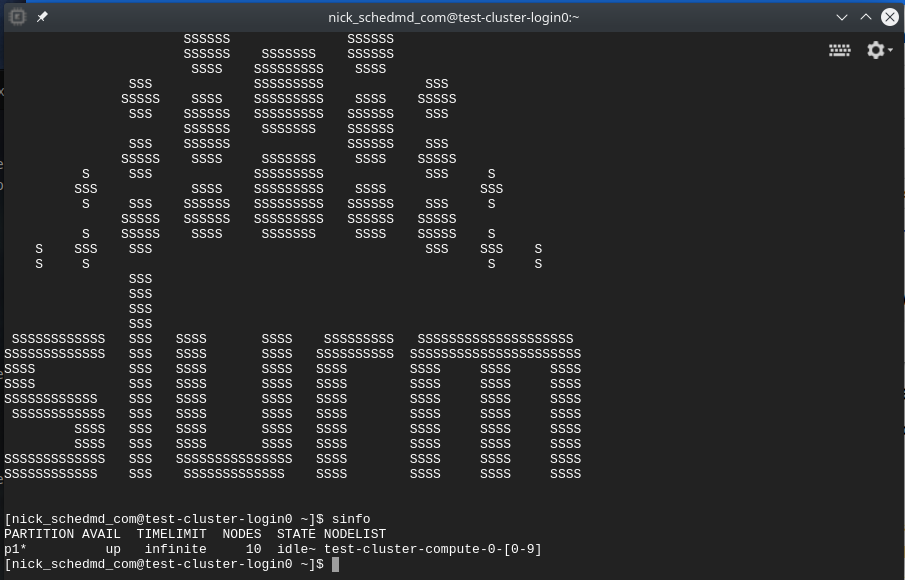 nick_schedmd_com@test-cluster-login0:~
                       SSSSSS               SSSSSS
                       SSSSSS    SSSSSSS    SSSSSS
                        SSSS    SSSSSSSSS    SSSS
                SSS             SSSSSSSSS             SSS
               SSSSS    SSSS    SSSSSSSSS    SSSS    SSSSS
                SSS    SSSSSS   SSSSSSSSS   SSSSSS    SSS
                       SSSSSS    SSSSSSS    SSSSSS
                SSS    SSSSSS               SSSSSS    SSS
               SSSSS    SSSS     SSSSSSS     SSSS    SSSSS
          S     SSS             SSSSSSSSS             SSS     S
         SSS            SSSS    SSSSSSSSS    SSSS            SSS
          S     SSS    SSSSSS   SSSSSSSSS   SSSSSS    SSS     S
               SSSSS   SSSSSS   SSSSSSSSS   SSSSSS   SSSSS
          S    SSSSS    SSSS     SSSSSSS     SSSS    SSSSS    S
    S    SSS    SSS                                   SSS    SSS    S
    S     S                                                   S     S
                SSS
                SSS
                SSS
                SSS
 SSSSSSSSSSSS   SSS   SSSS       SSSS    SSSSSSSSS   SSSSSSSSSSSSSSSSSSSS
SSSSSSSSSSSSS   SSS   SSSS       SSSS   SSSSSSSSSS  SSSSSSSSSSSSSSSSSSSSSS
SSSS            SSS   SSSS       SSSS   SSSS        SSSS     SSSS     SSSS
SSSS            SSS   SSSS       SSSS   SSSS        SSSS     SSSS     SSSS
SSSSSSSSSSSS    SSS   SSSS       SSSS   SSSS        SSSS     SSSS     SSSS
 SSSSSSSSSSSS   SSS   SSSS       SSSS   SSSS        SSSS     SSSS     SSSS
         SSSS   SSS   SSSS       SSSS   SSSS        SSSS     SSSS     SSSS
         SSSS   SSS   SSSS       SSSS   SSSS        SSSS     SSSS     SSSS
SSSSSSSSSSSSS   SSS   SSSSSSSSSSSSSSS   SSSS        SSSS     SSSS     SSSS
SSSSSSSSSSSS    SSS    SSSSSSSSSSSSS    SSSS        SSSS     SSSS     SSSS
[nick_schedmd_com@test-cluster-login0 ~]$ sinfo
PARTITION AVAIL  TIMELIMIT  NODES  STATE NODELIST
p1*          up   infinite     10  idle~ test-cluster-compute-0-[0-9]
[nick_schedmd_com@test-cluster-login0 ~]$